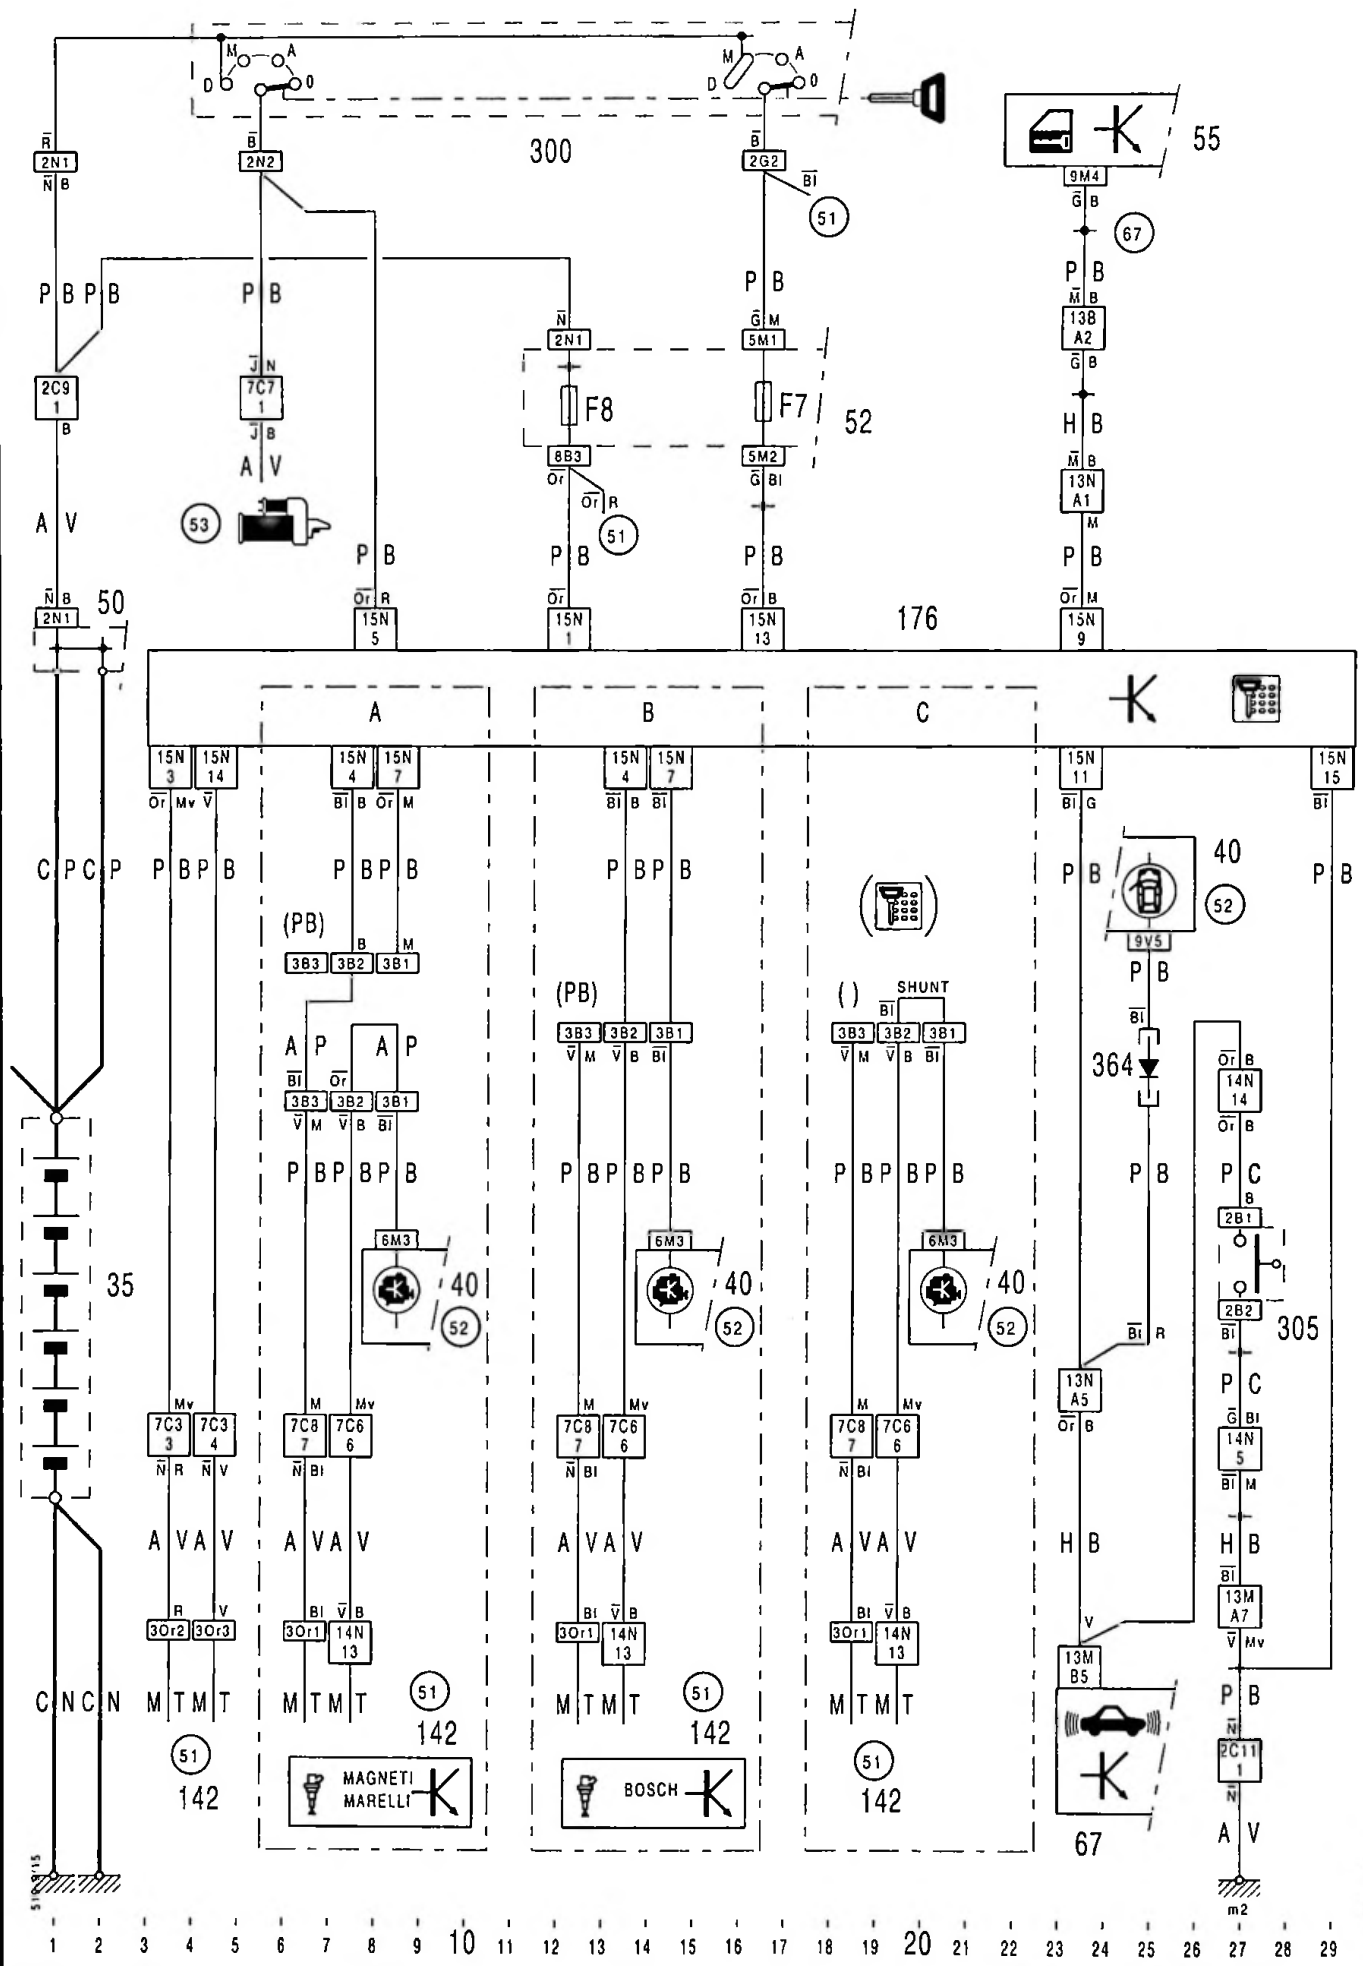 M A M A
D 0 D 0
300
55
R B B
2N1 2N2 2G2 9M4
N B BI G B
51 67
P B P B P B P B P B
M B
N G M 13B
A2
J N 2N1 5M1 G B
2C9 7C7
1 1 F8 F7 52
B J B H B
8B3 5M2 M B
A V Or G BI 13N
A1
Or R M
53 51
A V P B P B P B P B
N B 50 Or R Or Or B Or M
2N1 15N 15N 15N 176 15N
5 1 13 9
A B C
15N 15N 15N 15N 15N 15N 15N 15N
3 14 4 7 4 7 11 15
Or Mv V BI B Or M BI B BI BI G BI
40
C P C P P B P B P B P B P B P B P B P B
52
(PB) 9V5
B M P B
3B3 3B2 3B1
(PB) ( ) SHUNT
BI BI
3B3 3B2 3B1 3B3 3B2 3B1
A P A P V M V B BI V M V B BI
364 Or B
BI Or 14N
14
3B3 3B2 3B1 Or B
V M V B BI
P B P B P B P B P B P B P B P B P B P B P C
B
2B1
6M3 6M3 6M3
35 40 40 40
52 52 52 2B2
BI R BI 305
13N
A5 P C
Mv M Mv M Mv M Mv Or B G BI
7C3 7C3 7C8 7C6 7C8 7C6 7C8 7C6 14N
3 4 7 6 7 6 7 6 5
N R N V N BI N BI N BI BI M
A V A V A V A V A V A V A V A V H B H B
BI
R V BI V B BI V B BI V B V 13M
A7
3Or2 3Or3 3Or1 14N 3Or1 14N 3Or1 14N V Mv
13 13 13 13M
B5
C N C N M T M T M T M T M T M T M T M T P B
51 51 51 51
142 142 142 142 N
2C11
1
N
MAGNETI
MARELLI
BOSCH
67 A V
m2
1 2 3 4 5 6 7 8 9 10 11 12 13 14 15 16 17 18 19 20 21 22 23 24 25 26 27 28 29